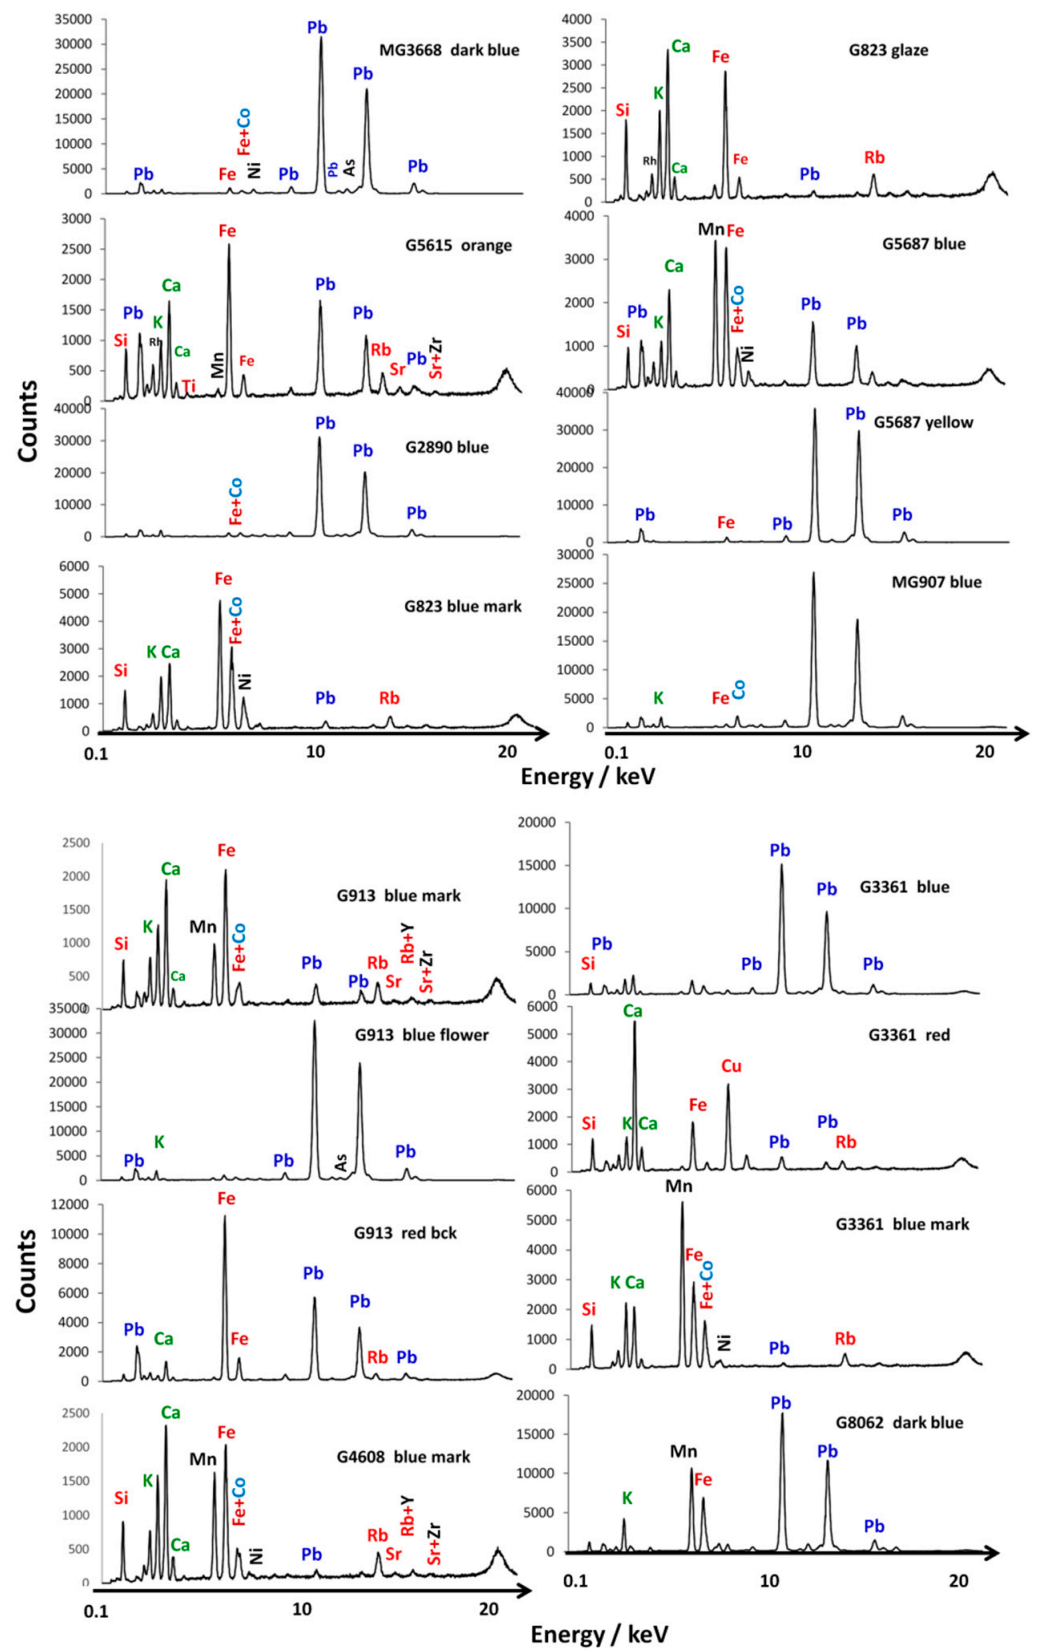 Counts
35000
30000
25000
20000
15000
10000
5000
0
MG3668 dark blue
Pb
Fe
Fe+Co
Ni
Pb
Pb
Pb
As
Pb
Pb
3000
2500
2000
1500
1000
500
0
G5615 orange
Si
Pb
Rh
K
Ca
Ca
Ti
Mn
Fe
Fe
Pb
Pb
Rb
Sr
Pb
Sr+Zr
40000
30000
20000
10000
0
G2890 blue
Fe+Co
Pb
Pb
Pb
6000
5000
4000
3000
2000
1000
0
G823 blue mark
Si
K Ca
Fe
Fe+Co
Ni
Pb
Rb
0.1
10
20
4000
3500
3000
2500
2000
1500
1000
500
0
G823 glaze
Si
Rh
K
Ca
Ca
Fe
Fe
Pb
Rb
4000
3000
2000
1000
0
G5687 blue
Si
Pb
K
Ca
Mn Fe
Fe+Co
Ni
Pb
Pb
40000
30000
20000
10000
0
G5687 yellow
Pb
Fe
Pb
Pb
Pb
30000
25000
20000
15000
10000
5000
0
MG907 blue
K
Fe
Co
0.1
10
20
Energy / keV
Counts
2500
2000
1500
1000
500
0
G913 blue mark
Si
K
Ca
Ca
Mn
Fe
Fe+Co
Pb
Pb
Rb
Sr
Rb+Y
Sr+Zr
35000
30000
25000
20000
15000
10000
5000
0
G913 blue flower
Pb
K
Pb
As
Pb
12000
10000
8000
6000
4000
2000
0
G913 red bck
Pb
Ca
Fe
Fe
Pb
Pb
Rb
Pb
2500
2000
1500
1000
500
0
G4608 blue mark
Si
K
Ca
Ca
Mn
Fe
Fe+Co
Ni
Pb
Rb
Sr
Rb+Y
Sr+Zr
0.1
10
20
20000
15000
10000
5000
0
G3361 blue
Si
Pb
Pb
Pb
Pb
Pb
6000
5000
4000
3000
2000
1000
0
G3361 red
Si
K
Ca
Ca
Fe
Cu
Pb
Pb
Rb
6000
5000
4000
3000
2000
1000
0
G3361 blue mark
Si
K Ca
Mn
Fe
Fe+Co
Ni
Pb
Rb
20000
15000
10000
5000
0
G8062 dark blue
K
Mn
Fe
Pb
Pb
Pb
0.1
10
20
Energy / keV